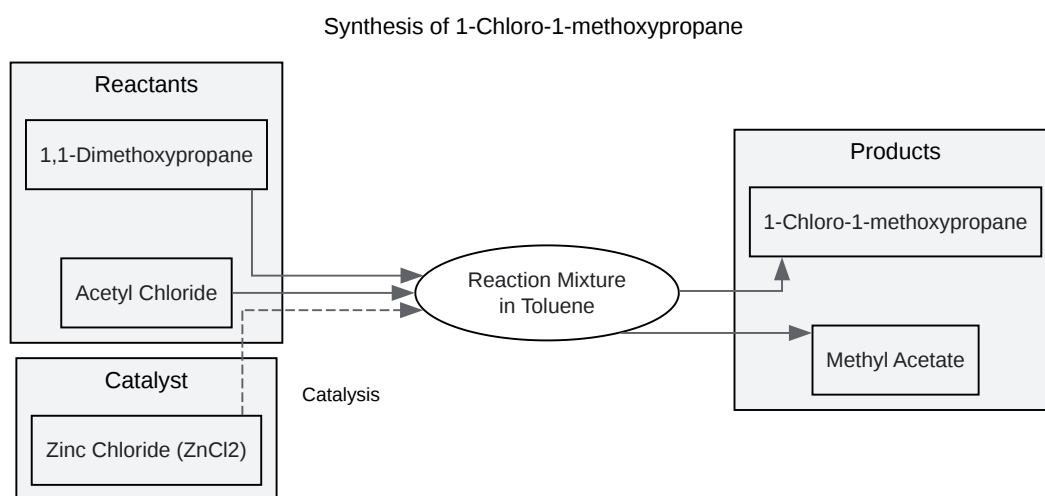 Synthesis of 1-Chloro-1-methoxypropane
Reactants
1,1-Dimethoxypropane
Acetyl Chloride
Catalyst
Zinc Chloride (ZnCl2)
Catalysis
Reaction Mixture
in Toluene
Products
1-Chloro-1-methoxypropane
Methyl Acetate